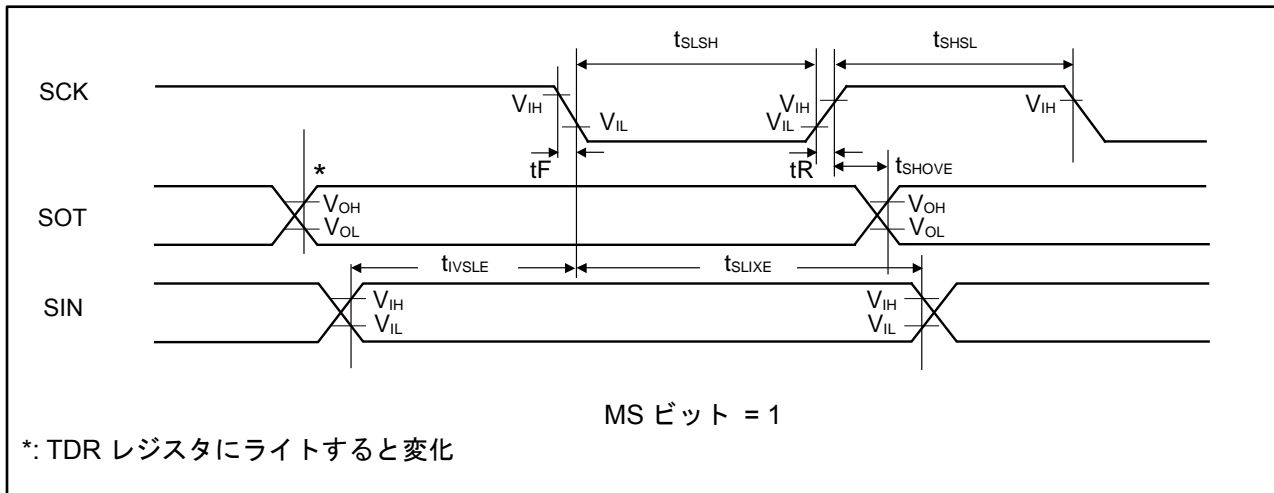 tSLSH
tSHSL
SCK
VIH
VIL
VIH
VIL
VIH
tF
tR
tSHOVE
*
SOT
VOH
VOL
VOH
VOL
tIVSLE
tSLIXE
SIN
VIH
VIL
VIH
VIL
MS ビット = 1
*: TDR レジスタにライトすると変化